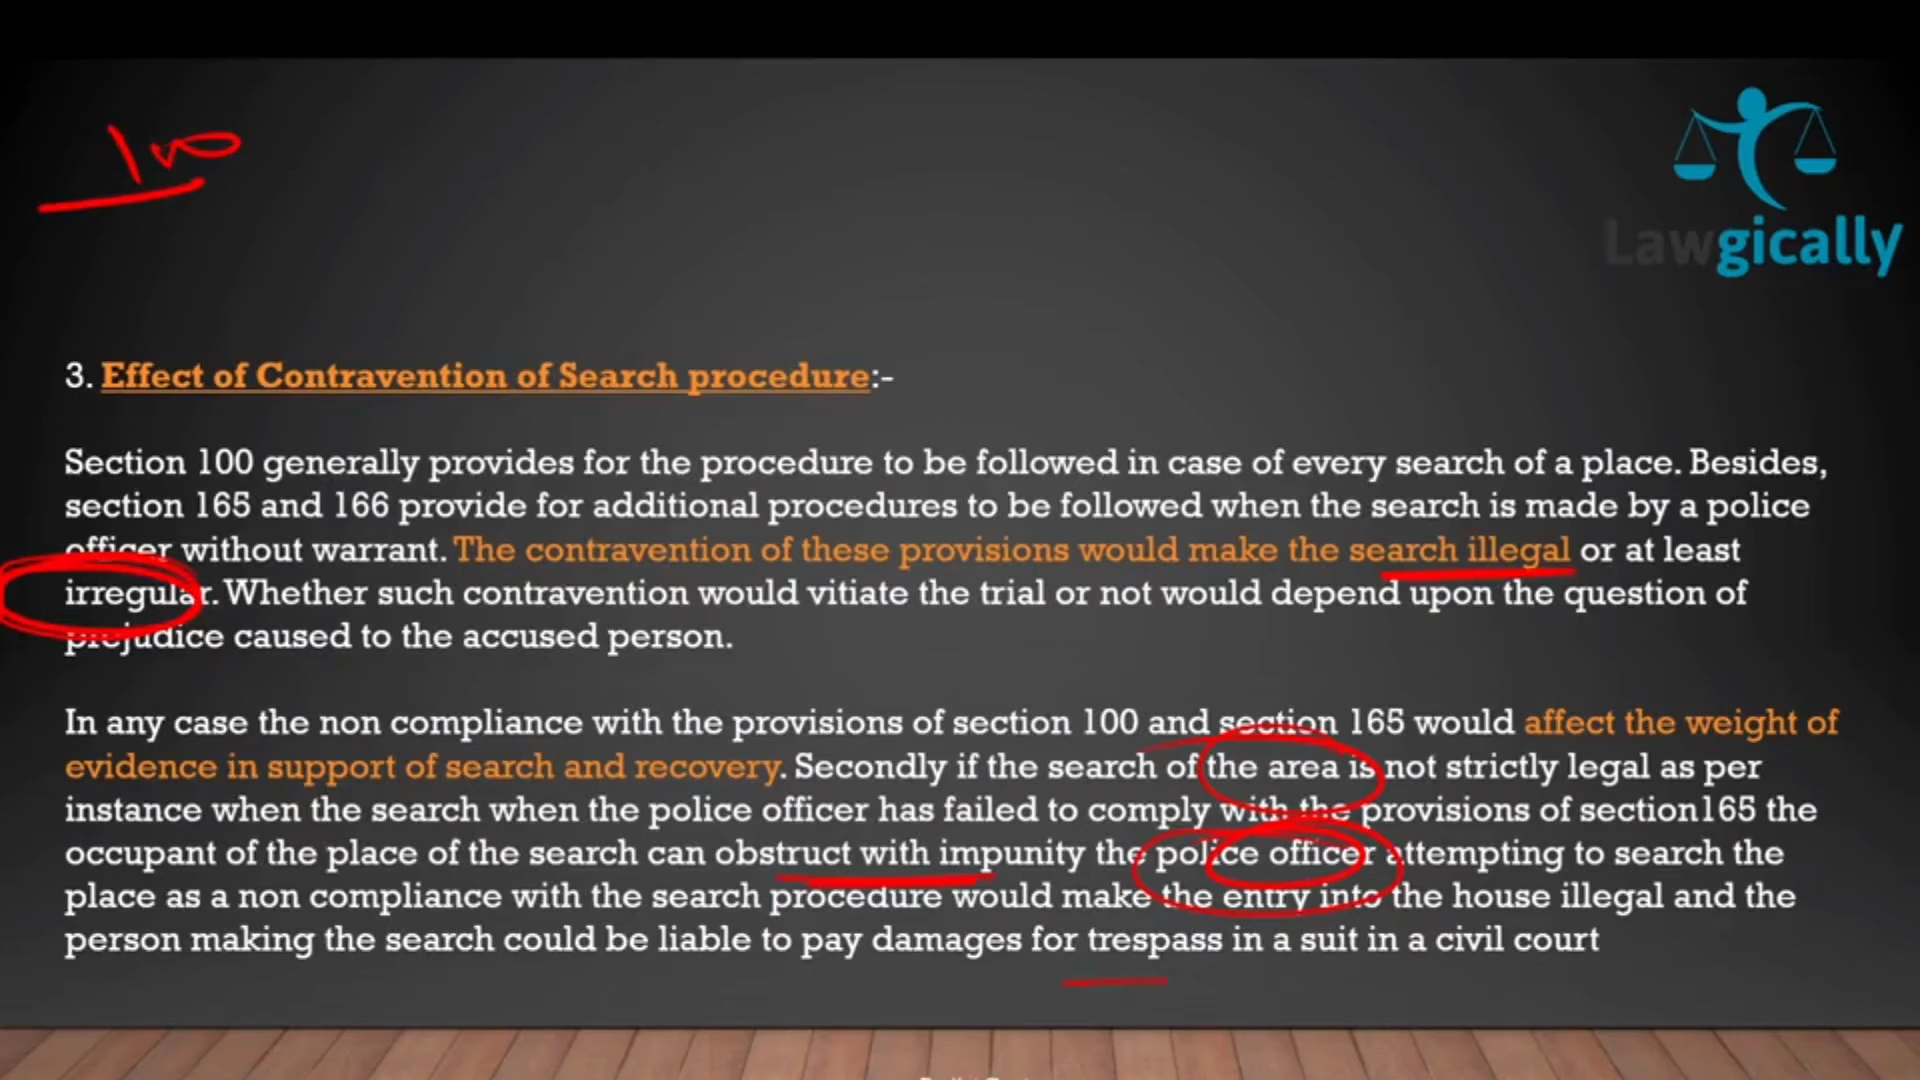 100
Lawgically
3. Effect of Contravention of Search procedure:-
Section 100 generally provides for the procedure to be followed in case of every search of a place. Besides,
section 165 and 166 provide for additional procedures to be followed when the search is made by a police
officer without warrant. The contravention of these provisions would make the search illegal or at least
irregular. Whether such contravention would vitiate the trial or not would depend upon the question of
prejudice caused to the accused person.
In any case the non compliance with the provisions of section 100 and section 165 would affect the weight of
evidence in support of search and recovery. Secondly if the search of the area is not strictly legal as per
instance when the search when the police officer has failed to comply with the provisions of section165 the
occupant of the place of the search can obstruct with impunity the police officer attempting to search the
place as a non compliance with the search procedure would make the entry into the house illegal and the
person making the search could be liable to pay damages for trespass in a suit in a civil court